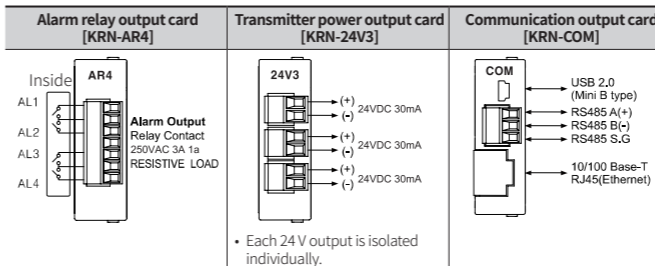 Alarm relay output card
[KRN-AR4]
Transmitter power output card
[KRN-24V3]
Communication output card
[KRN-COM]
Inside
AR4
AL1
AL2
AL3
AL4
Alarm Output
Relay Contact
250VAC 3A 1a
RESISTIVE LOAD
24V3
(+)
(-)
24VDC 30mA
(+)
(-)
24VDC 30mA
(+)
(-)
24VDC 30mA
• Each 24 V output is isolated
individually.
COM
USB 2.0
(Mini B type)
RS485 A(+)
RS485 B(-)
RS485 S.G
10/100 Base-T
RJ45(Ethernet)